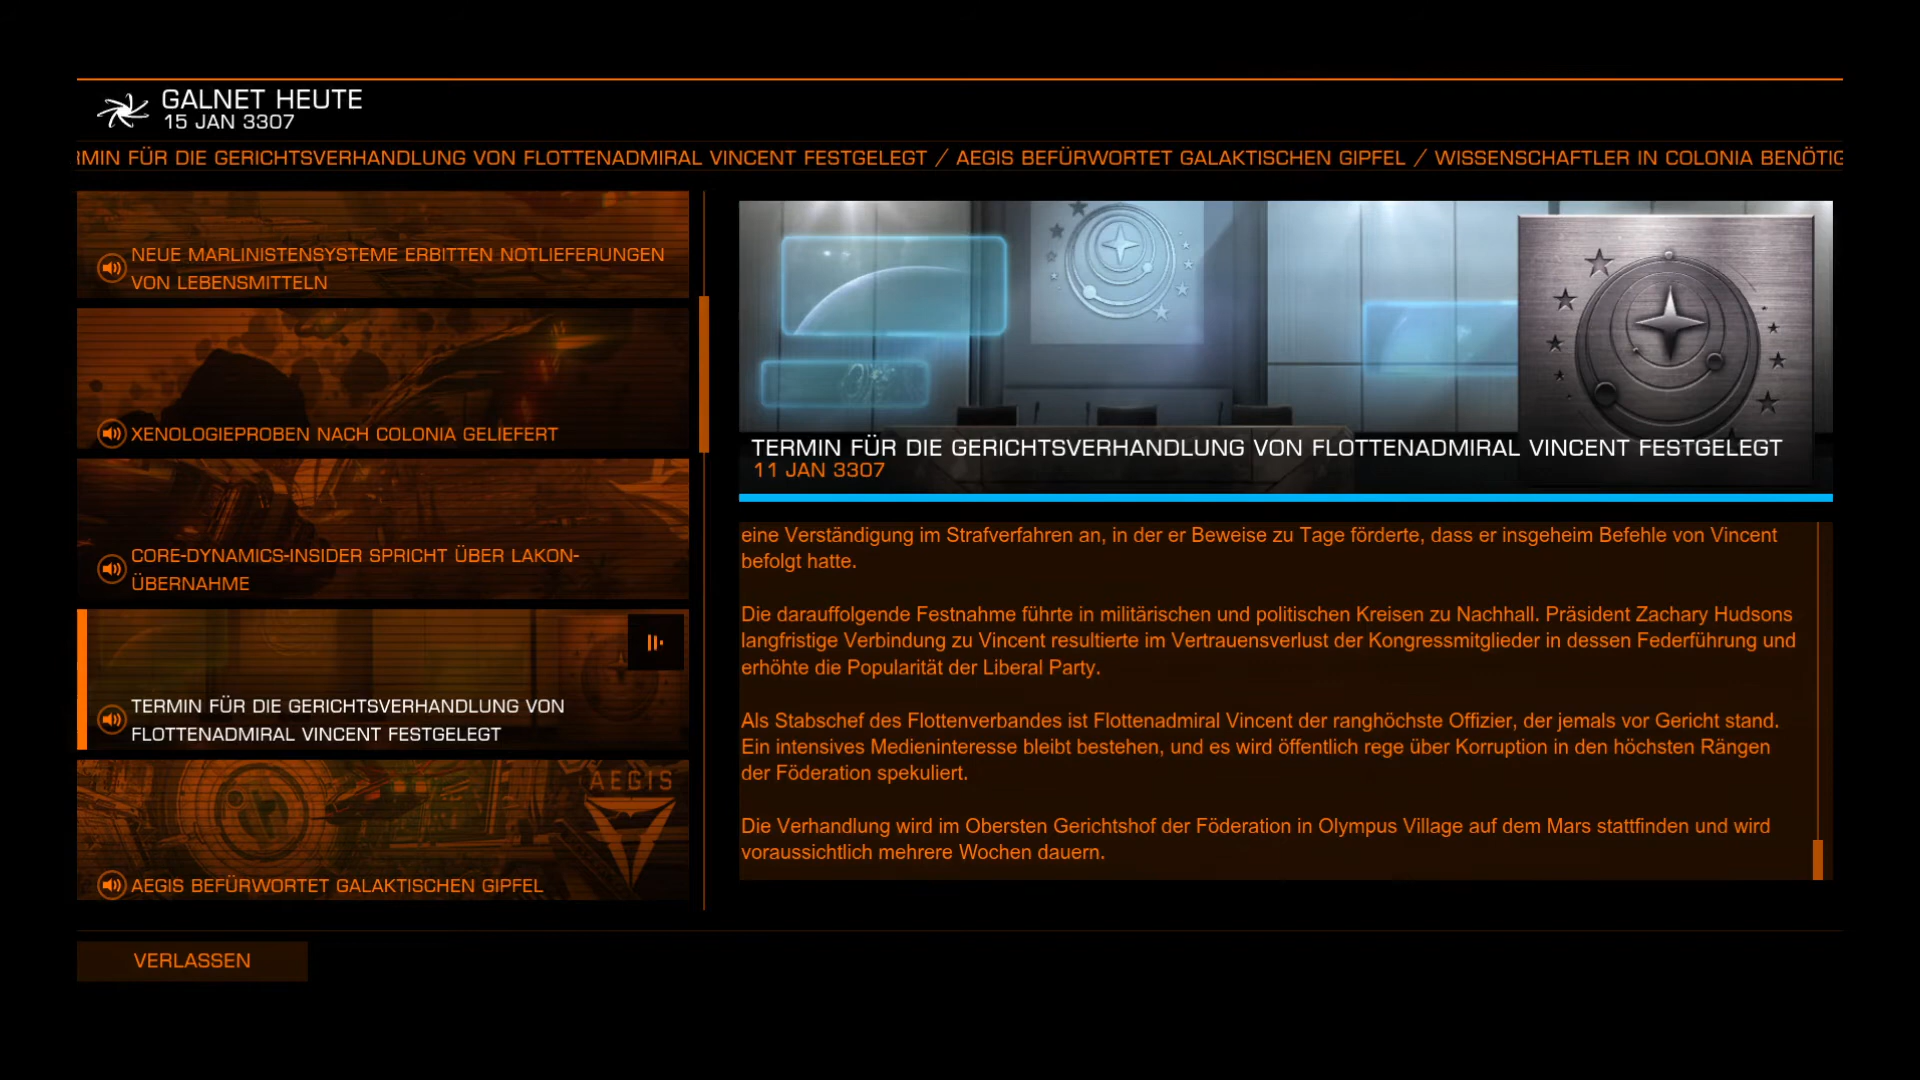 GALNET HEUTE
15 JAN 3307
RMIN FÜR DIE GERICHTSVERHANDLUNG VON FLOTTENADMIRAL VINCENT FESTGELEGT / AEGIS BEFÜRWORTET GALAKTISCHEN GIPFEL / WISSENSCHAFTLER IN COLONIA BENÖTIG
NEUE MARLINISTENSYSTEME ERBITTEN NOTLIEFERUNGEN
VON LEBENSMITTELN
XENOLOGIEPROBEN NACH COLONIA GELIEFERT
CORE-DYNAMICS-INSIDER SPRICHT ÜBER LAKON-
ÜBERNAHME
TERMIN FÜR DIE GERICHTSVERHANDLUNG VON
FLOTTENADMIRAL VINCENT FESTGELEGT
AEGIS
AEGIS BEFÜRWORTET GALAKTISCHEN GIPFEL
TERMIN FÜR DIE GERICHTSVERHANDLUNG VON FLOTTENADMIRAL VINCENT FESTGELEGT
11 JAN 3307
eine Verständigung im Strafverfahren an, in der er Beweise zu Tage förderte, dass er insgeheim Befehle von Vincent
befolgt hatte.
Die darauffolgende Festnahme führte in militärischen und politischen Kreisen zu Nachhall. Präsident Zachary Hudsons
langfristige Verbindung zu Vincent resultierte im Vertrauensverlust der Kongressmitglieder in dessen Federführung und
erhöhte die Popularität der Liberal Party.
Als Stabschef des Flottenverbandes ist Flottenadmiral Vincent der ranghöchste Offizier, der jemals vor Gericht stand.
Ein intensives Medieninteresse bleibt bestehen, und es wird öffentlich rege über Korruption in den höchsten Rängen
der Föderation spekuliert.
Die Verhandlung wird im Obersten Gerichtshof der Föderation in Olympus Village auf dem Mars stattfinden und wird
voraussichtlich mehrere Wochen dauern.
VERLASSEN